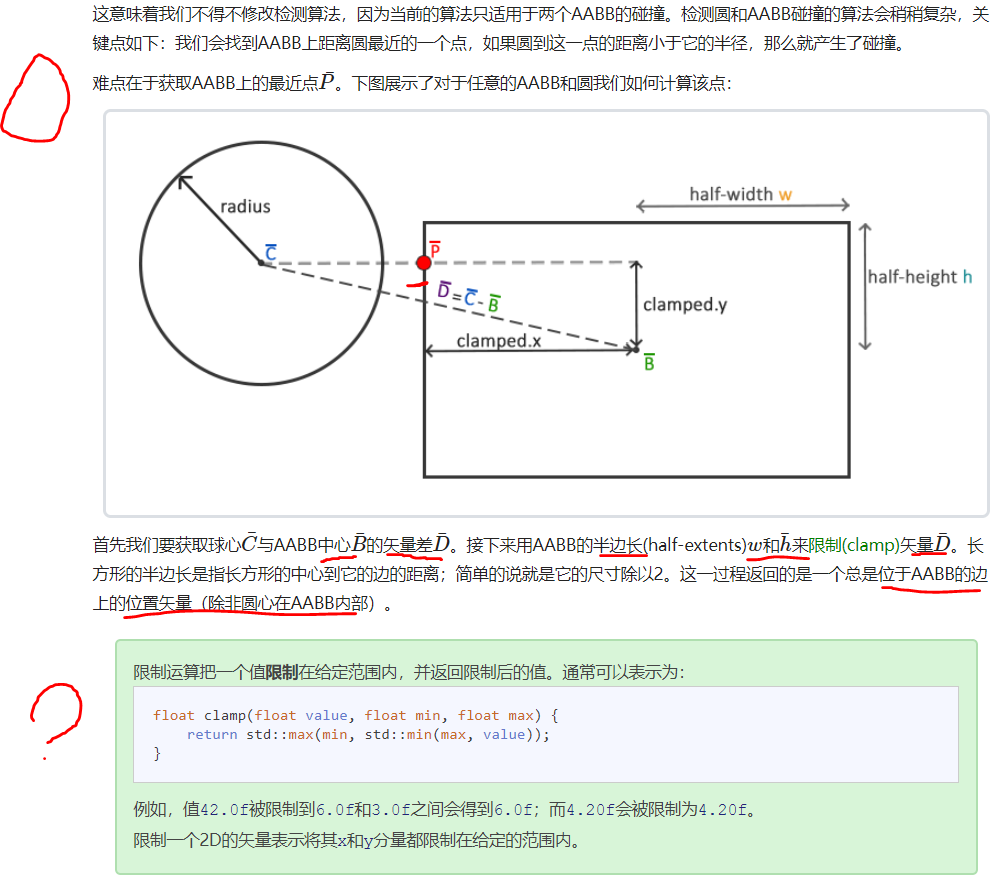 这意味着我们不得不修改检测算法，因为当前的算法只适用于两个AABB的碰撞。检测圆和AABB碰撞的算法会稍稍复杂，关
键点如下：我们会找到AABB上距离圆最近的一个点，如果圆到这一点的距离小于它的半径，那么就产生了碰撞。
难点在于获取AABB上的最近点P̄。下图展示了对于任意的AABB和圆我们如何计算该点：
half-width w
radius
C̄
P̄
half-height h
D̄=C̄-B̄
clamped.y
clamped.x
B̄
首先我们要获取球心C̄与AABB中心B̄的矢量差D̄。接下来用AABB的半边长(half-extents)w和h̄来限制(clamp)矢量D̄。长
方形的半边长是指长方形的中心到它的边的距离；简单的说就是它的尺寸除以2。这一过程返回的是一个总是位于AABB的边
上的位置矢量（除非圆心在AABB内部）。
限制运算把一个值限制在给定范围内，并返回限制后的值。通常可以表示为：
float clamp(float value, float min, float max) {
return std::max(min, std::min(max, value));
}
例如，值42.0f被限制到6.0f和3.0f之间会得到6.0f；而4.20f会被限制为4.20f。
限制一个2D的矢量表示将其x和y分量都限制在给定的范围内。